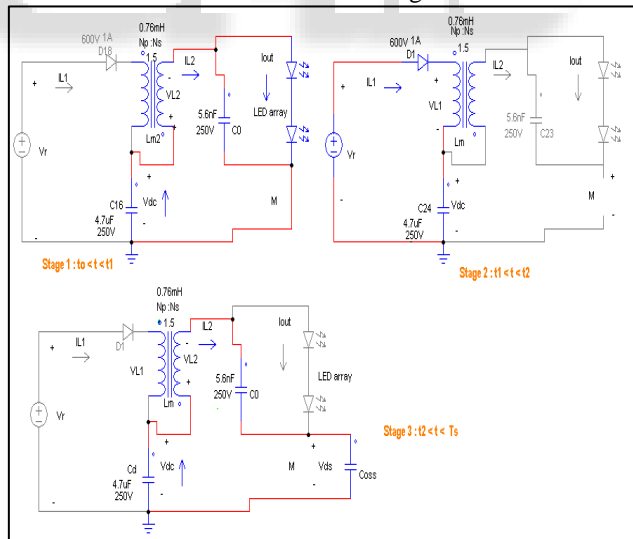 0.76mH
Np :Ns
1.5
600V 1A
D18
IL1
IL2
VL2
Iout
LED array
5.6nF
250V
C0
Vr
Lm2
C16
4.7uF
250V
Vdc
M
Stage 1 : to < t < t1
0.76mH
Np :Ns
1.5
600V 1A
D1
IL1
IL2
VL1
Iout
5.6nF
250V
C23
LED array
Vr
Lm
C24
4.7uF
250V
Vdc
M
Stage 2 : t1 < t < t2
0.76mH
Np :Ns
1.5
IL1
D1
IL2
VL1
VL2
Iout
LED array
5.6nF
250V
C0
Vr
Lm
Cd
4.7uF
250V
Vdc
M
Vds
Coss
Stage 3 : t2 < t < Ts